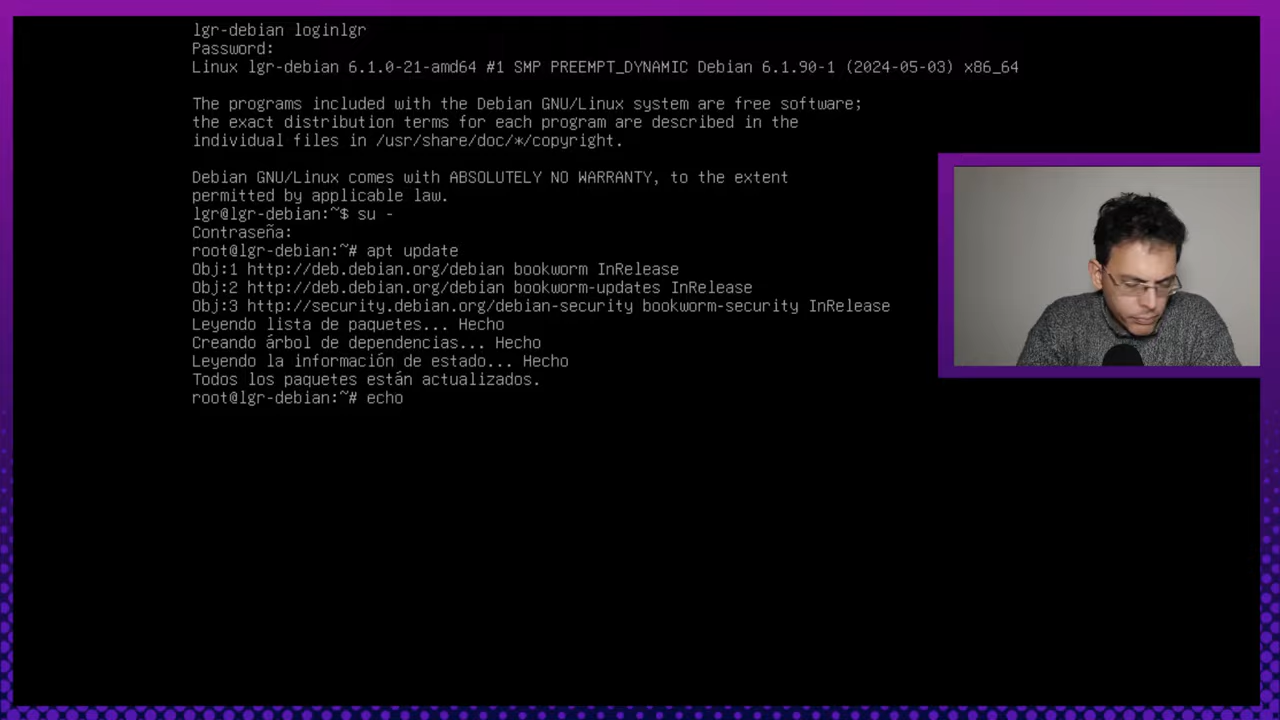 lgr-debian loginlgr
Password:
Linux lgr-debian 6.1.0-21-amd64 #1 SMP PREEMPT_DYNAMIC Debian 6.1.90-1 (2024-05-03) x86_64
The programs included with the Debian GNU/Linux system are free software;
the exact distribution terms for each program are described in the
individual files in /usr/share/doc/*/copyright.
Debian GNU/Linux comes with ABSOLUTELY NO WARRANTY, to the extent
permitted by applicable law.
lgr@lgr-debian:~$ su -
Contraseña:
root@lgr-debian:~# apt update
Obj:1 http://deb.debian.org/debian bookworm InRelease
Obj:2 http://deb.debian.org/debian bookworm-updates InRelease
Obj:3 http://security.debian.org/debian-security bookworm-security InRelease
Leyendo lista de paquetes... Hecho
Creando árbol de dependencias... Hecho
Leyendo la información de estado... Hecho
Todos los paquetes están actualizados.
root@lgr-debian:~# echo